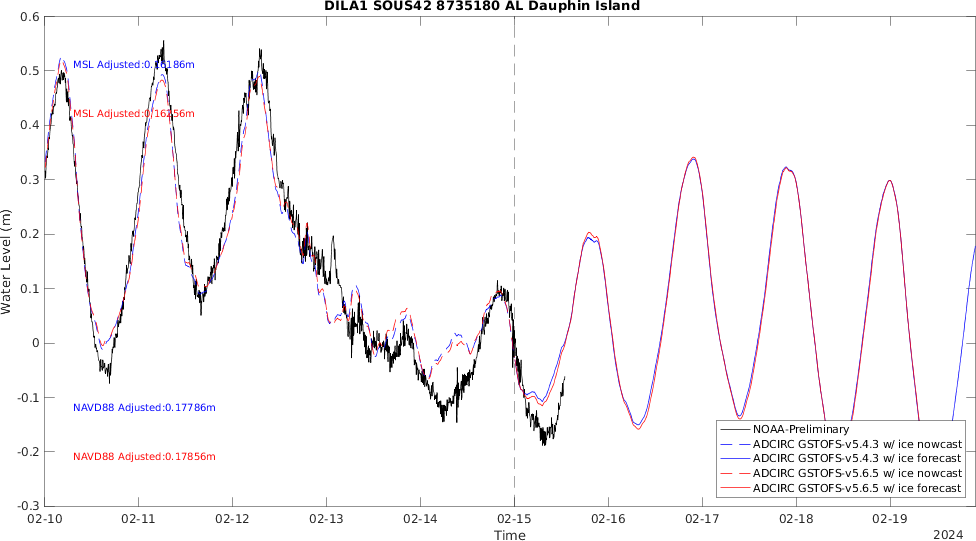 DILA1 SOUS42 8735180 AL Dauphin Island
0.6
0.5
0.4
0.3
0.2
0.1
0
-0.1
-0.2
-0.3
Water Level (m)
MSL Adjusted:0.16186m
MSL Adjusted:0.16256m
NAVD88 Adjusted:0.17786m
NAVD88 Adjusted:0.17856m
NOAA-Preliminary
ADCIRC GSTOFS-v5.4.3 w/ ice nowcast
ADCIRC GSTOFS-v5.4.3 w/ ice forecast
ADCIRC GSTOFS-v5.6.5 w/ ice nowcast
ADCIRC GSTOFS-v5.6.5 w/ ice forecast
02-10 02-11 02-12 02-13 02-14 02-15 02-16 02-17 02-18 02-19
Time
2024